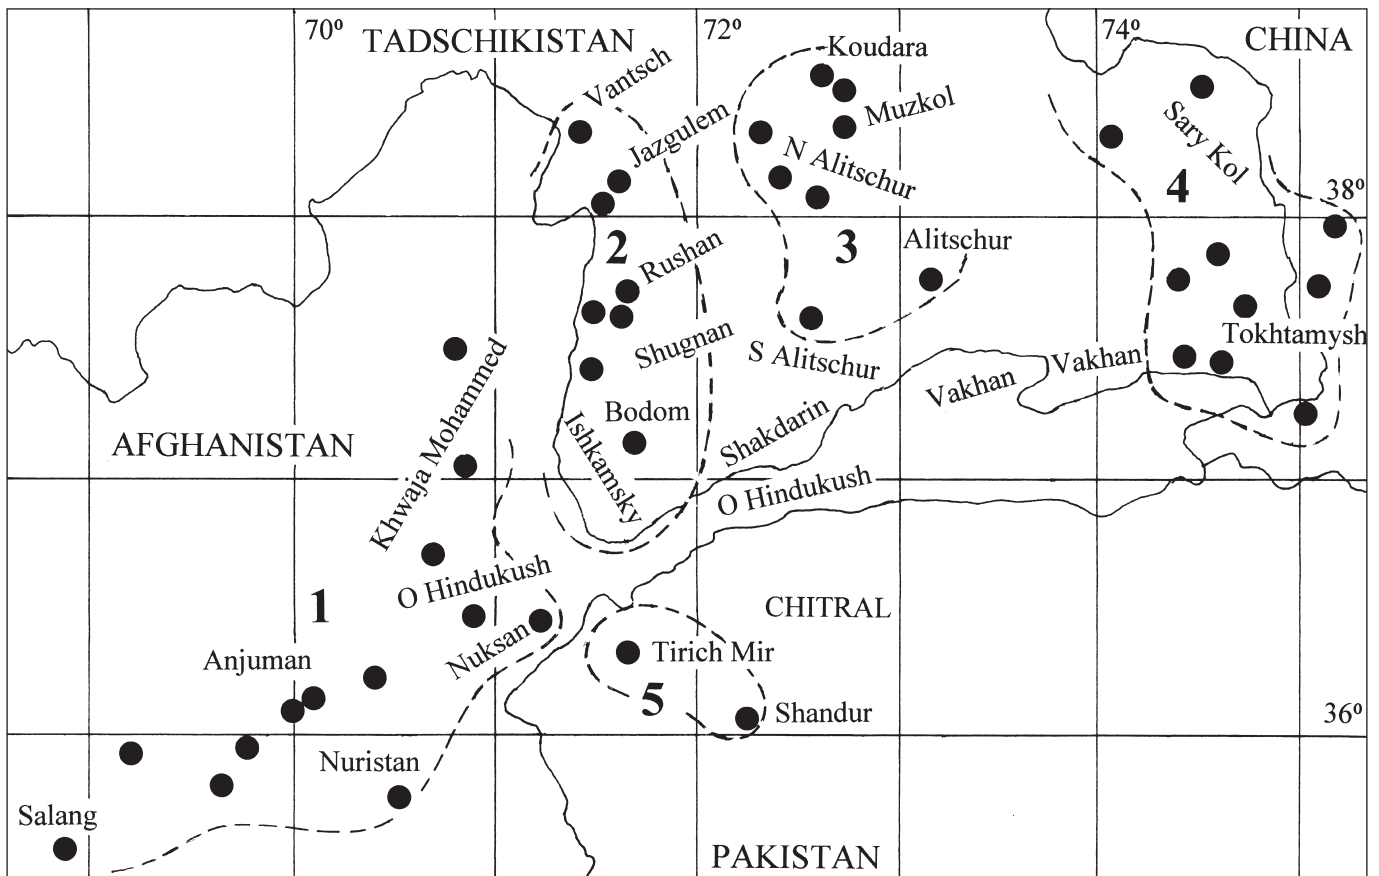 70º
72º
74º
TADSCHIKISTAN
CHINA
Koudara
Vantsch
Muzkol
Jazgulem
Sary Kol
N Alitschur
4
38º
2
Rushan
3
Alitschur
Shugnan
Tokhtamysh
S Alitschur
Vakhan
Vakhan
Khwaja Mohammed
Bodom
Shakdarin
AFGHANISTAN
Ishkamsky
O Hindukush
O Hindukush
1
CHITRAL
Nuksan
Anjuman
Tirich Mir
5
Shandur
36º
Nuristan
Salang
PAKISTAN